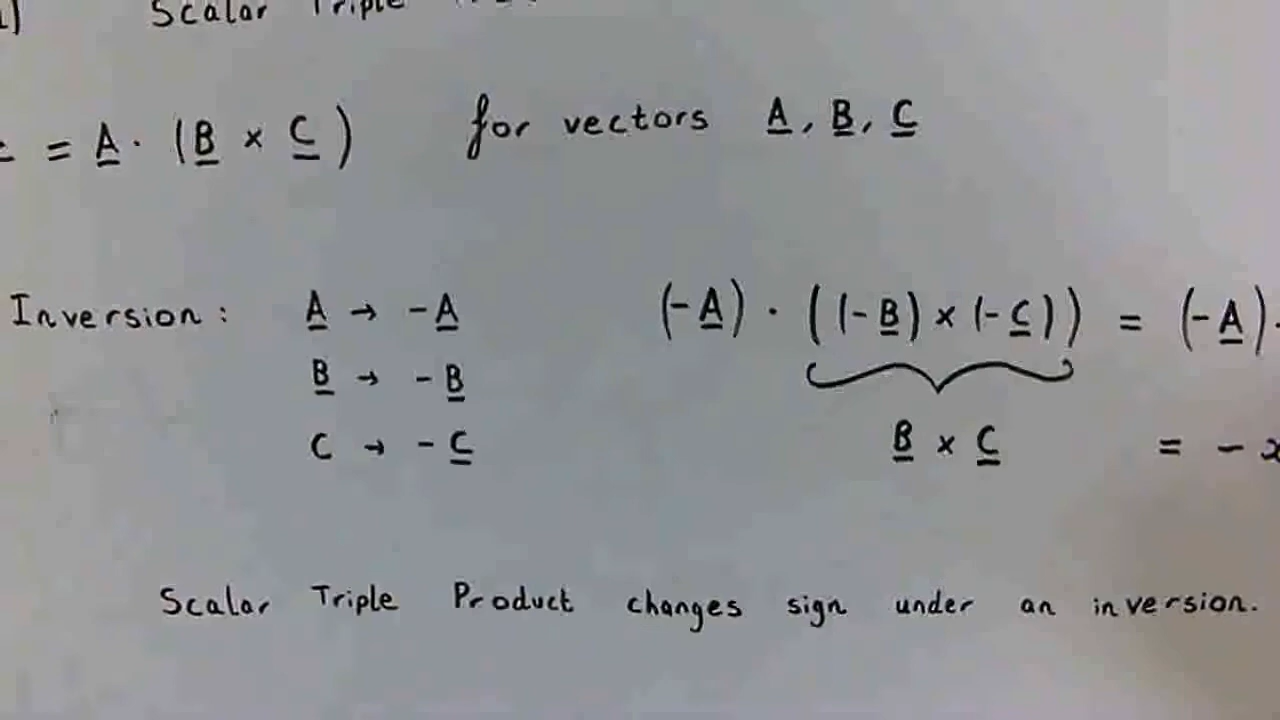 Scalar Triple
= A · (B × C) for vectors A, B, C
Inversion: A → -A (-A) · ((-B) × (-C)) = (-A) ·
B → -B
C → -C B × C = - x
Scalar Triple Product changes sign under an inversion.